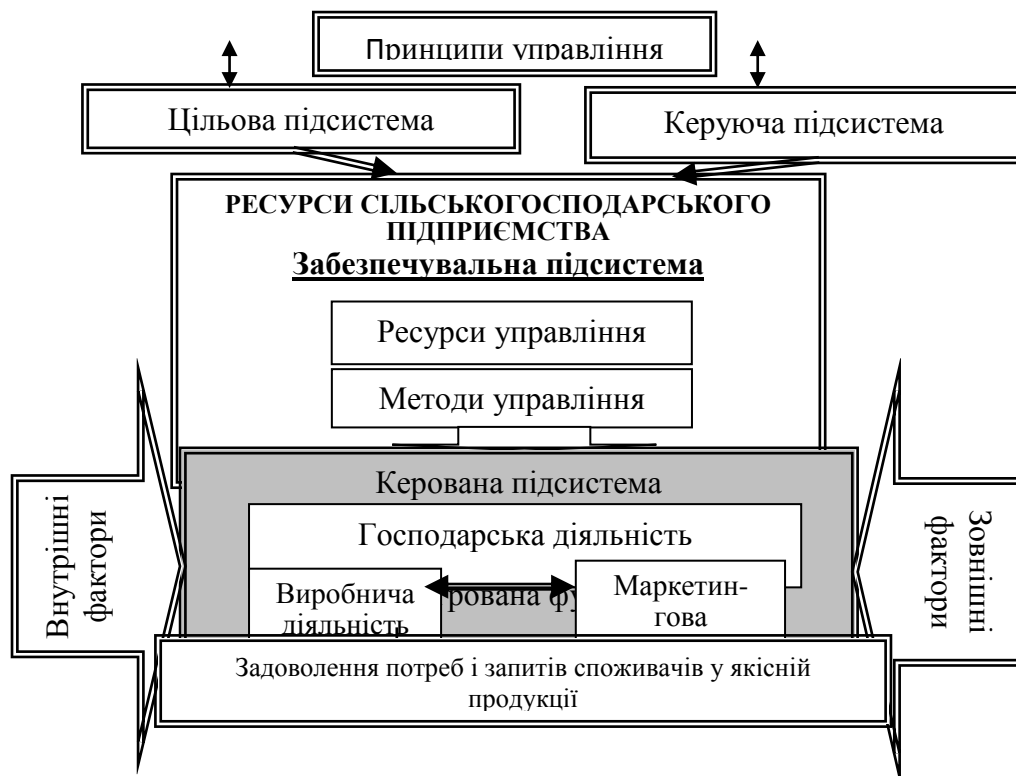 Принципи управління
Цільова підсистема
Керуюча підсистема
РЕСУРСИ СІЛЬСЬКОГОСПОДАРСЬКОГО
ПІДПРИЄМСТВА
Забезпечувальна підсистема
Ресурси управління
Методи управління
Керована підсистема
Господарська діяльність
Виробнича
діяльність
Маркетин-
гова
Внутрішні
фактори
Зовнішні
фактори
Задоволення потреб і запитів споживачів у якісній
продукції